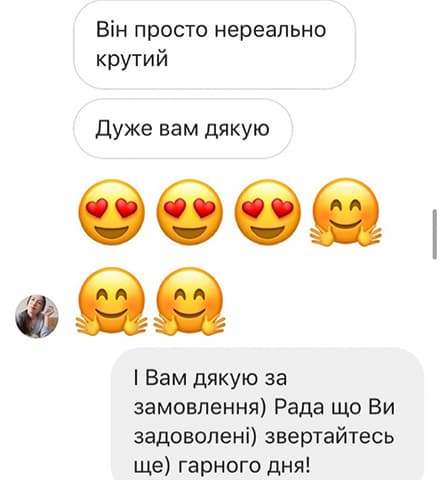 Він просто нереально
крутий
Дуже вам дякую
😍😍😍🤗
🤗🤗
І Вам дякую за
замовлення) Рада що Ви
задоволені) звертайтесь
ще) гарного дня!